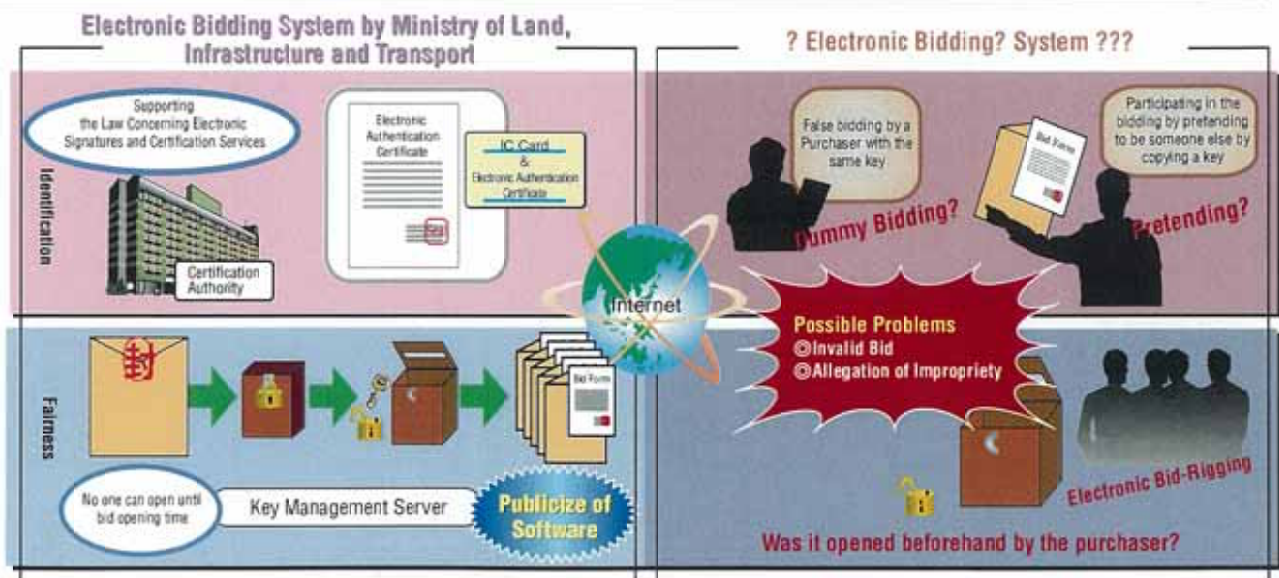 Electronic Bidding System by Ministry of Land,
Infrastructure and Transport
? Electronic Bidding? System ???
Identification
Supporting
the Law Concerning Electronic
Signatures and Certification Services
Certification
Authority
Electronic
Authentication
Certificate
IC Card
&
Electronic Authentication
Certificate
Internet
False bidding by a
Purchaser with the
same key
Dummy Bidding?
Bid Form
Participating in the
bidding by pretending
to be someone else by
copying a key
Pretending?
Possible Problems
◎Invalid Bid
◎Allegation of Impropriety
Fairness
Bid Form
No one can open until
bid opening time
Key Management Server
Publicize of
Software
Electronic Bid-Rigging
Was it opened beforehand by the purchaser?